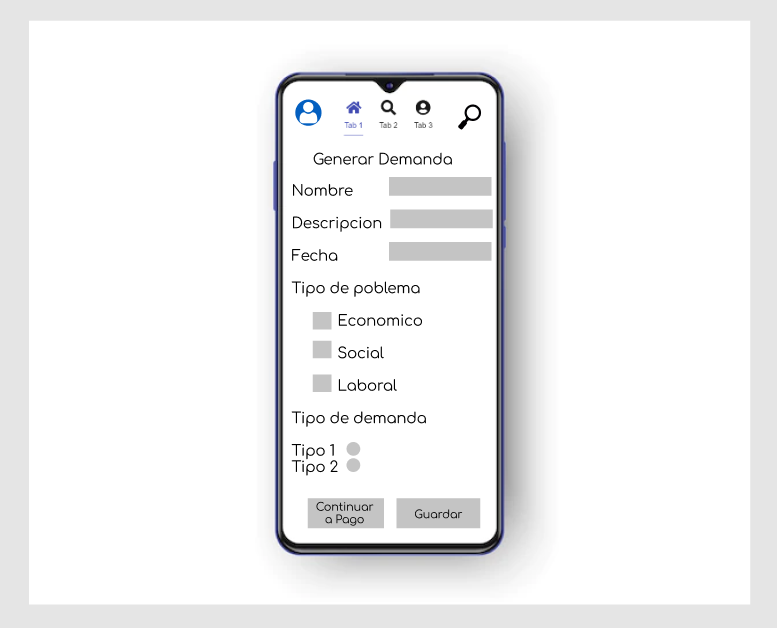 Tab 1 Tab 2 Tab 3
Generar Demanda
Nombre
Descripcion
Fecha
Tipo de poblema
Economico
Social
Laboral
Tipo de demanda
Tipo 1
Tipo 2
Continuar
a Pago
Guardar